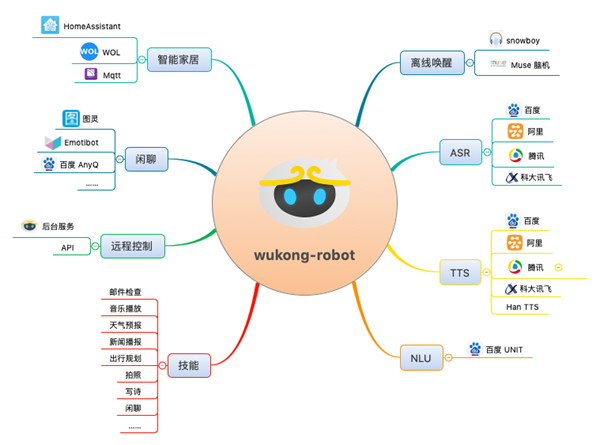 HomeAssistant
WOL
WOL
Mqtt
智能家居
图灵
Emotibot
百度 AnyQ
......
闲聊
后台服务
API
远程控制
邮件检查
音乐播放
天气预报
新闻播报
出行规划
拍照
写诗
闲聊
......
技能
wukong-robot
离线唤醒
snowboy
Muse 脑机
ASR
百度
阿里
腾讯
科大讯飞
TTS
百度
阿里
腾讯
科大讯飞
Han TTS
NLU
百度 UNIT